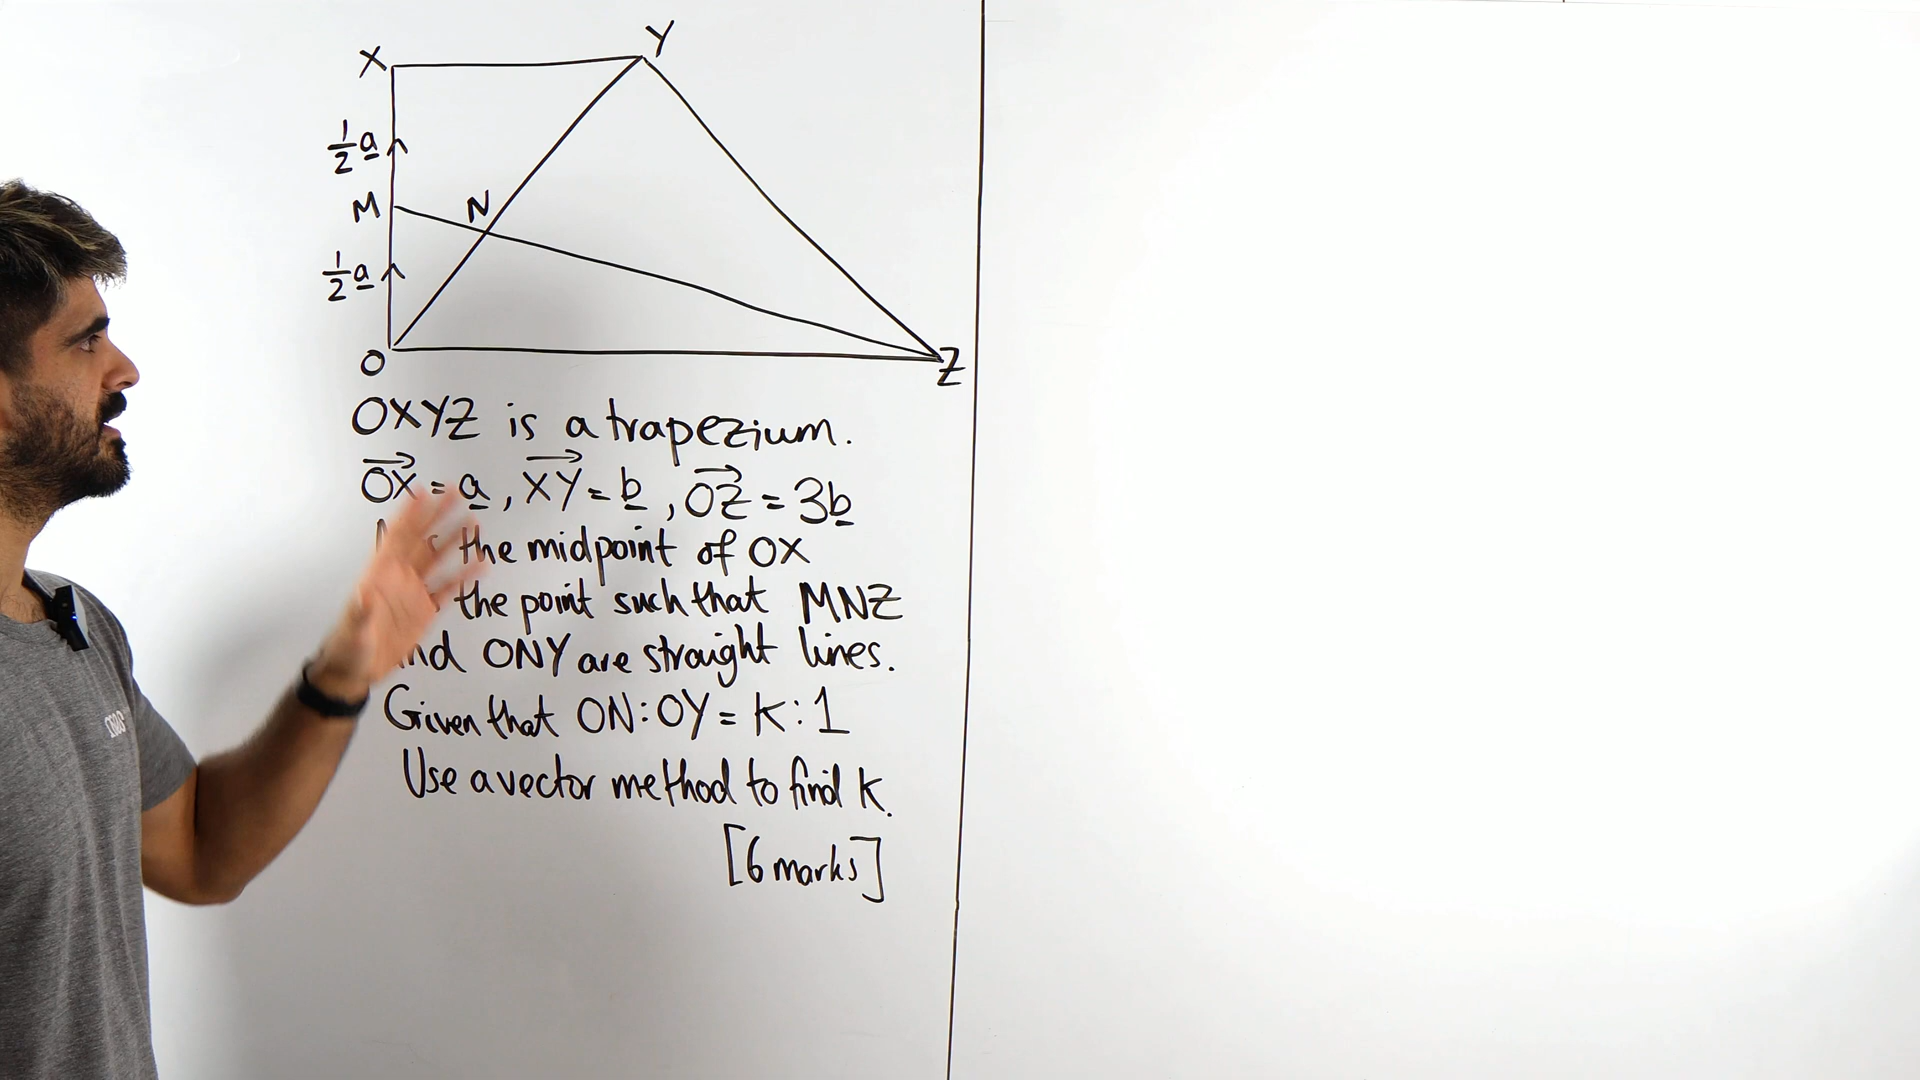 X
Y
½a
M
N
½a
O
Z
OXYZ is a trapezium.
OX⃗ = a, XY⃗ = b, OZ⃗ = 3b
the midpoint of OX
the point such that MNZ
and ONY are straight lines.
Given that ON:OY = K:1
Use a vector method to find K.
[6 marks]